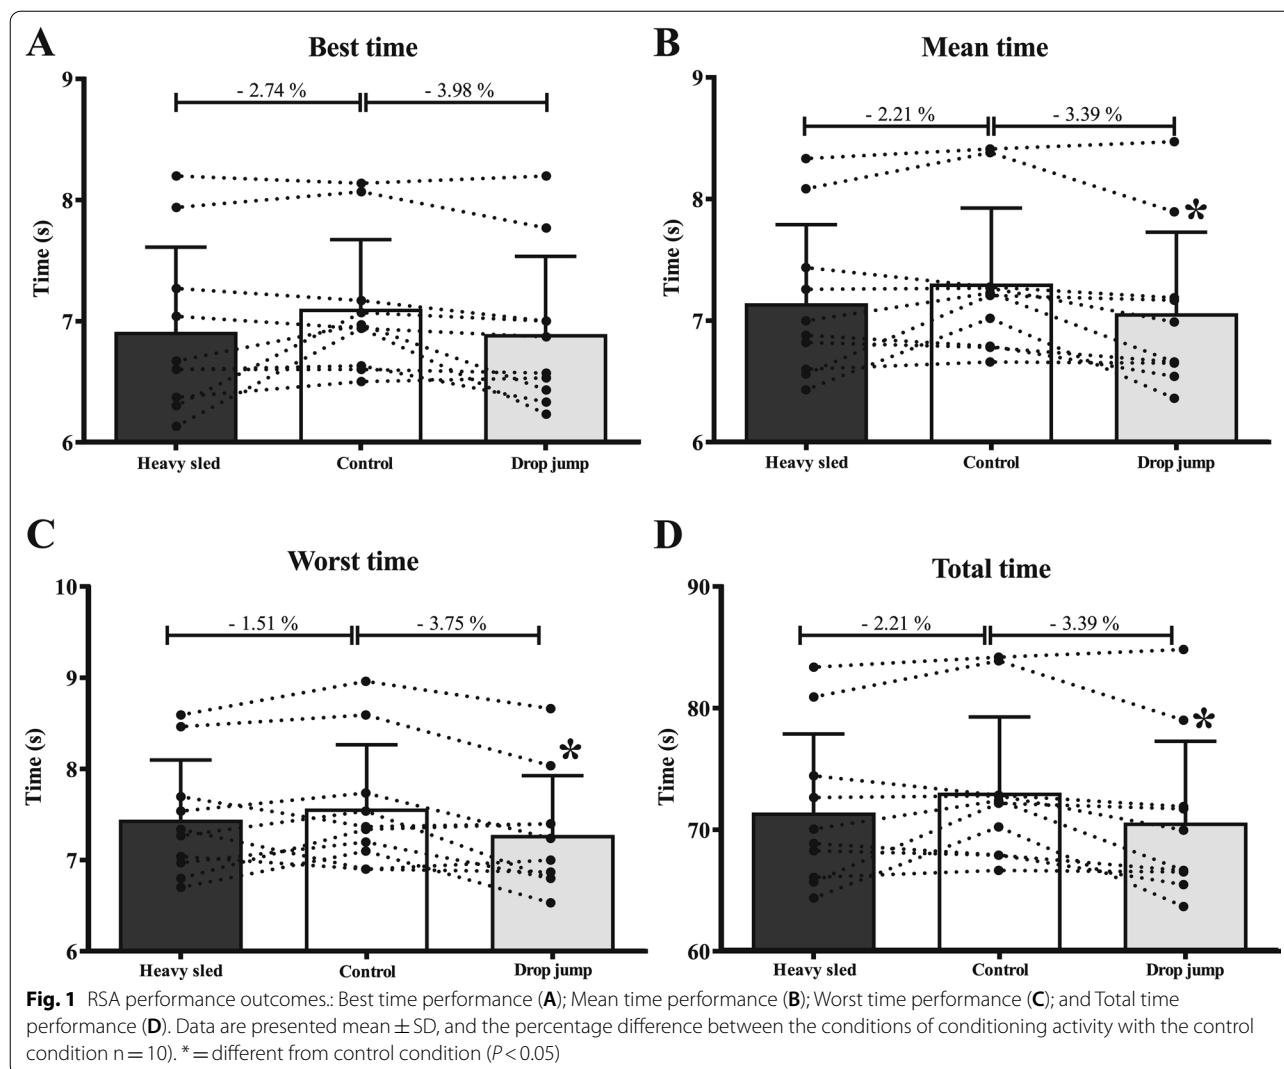 A
Best time
- 2.74 %
- 3.98 %
9
8
7
6
Time (s)
Heavy sled
Control
Drop jump
B
Mean time
- 2.21 %
- 3.39 %
9
8
7
6
Time (s)
*
Heavy sled
Control
Drop jump
C
Worst time
- 1.51 %
- 3.75 %
10
9
8
7
6
Time (s)
*
Heavy sled
Control
Drop jump
D
Total time
- 2.21 %
- 3.39 %
90
80
70
60
Time (s)
*
Heavy sled
Control
Drop jump
Fig. 1 RSA performance outcomes.: Best time performance (A); Mean time performance (B); Worst time performance (C); and Total time
performance (D). Data are presented mean ± SD, and the percentage difference between the conditions of conditioning activity with the control
condition n = 10). * = different from control condition (P < 0.05)